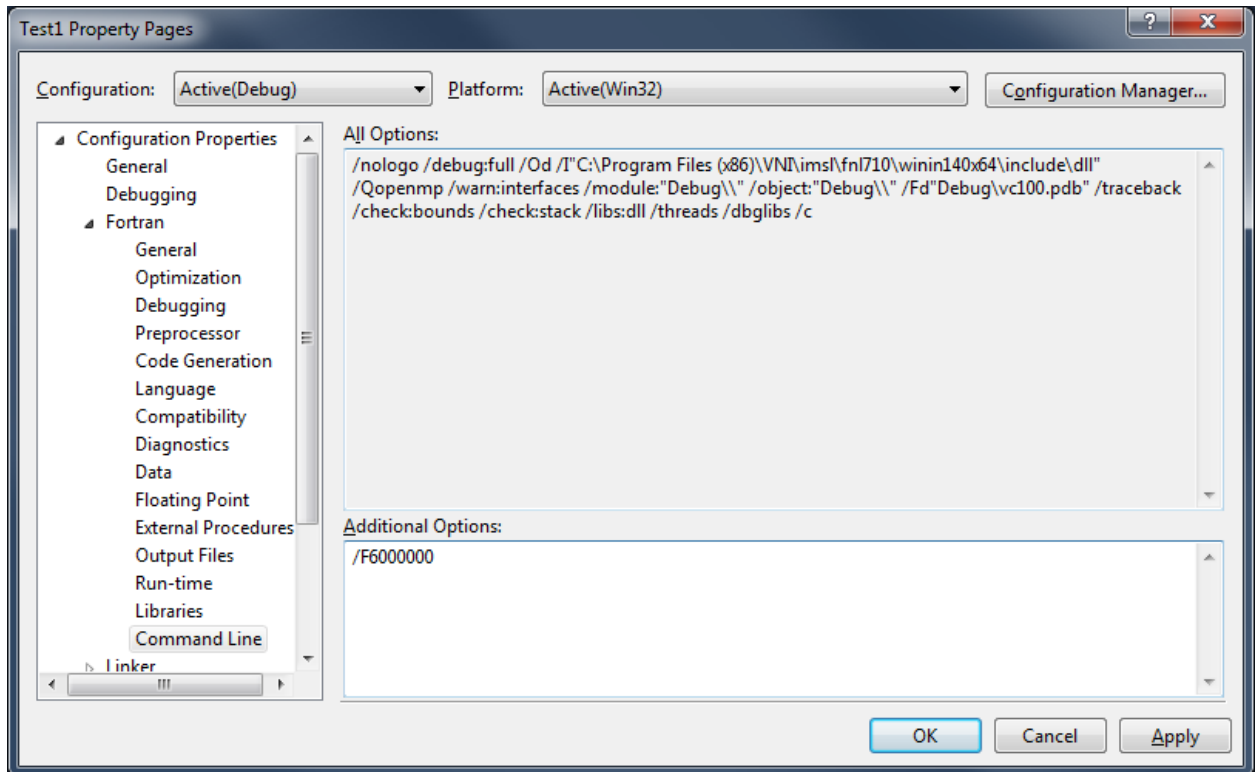 Test1 Property Pages
?
X
Configuration:
Active(Debug)
Platform:
Active(Win32)
Configuration Manager...
Configuration Properties
General
Debugging
Fortran
General
Optimization
Debugging
Preprocessor
Code Generation
Language
Compatibility
Diagnostics
Data
Floating Point
External Procedures
Output Files
Run-time
Libraries
Command Line
Linker
All Options:
/nologo /debug:full /Od /I"C:\Program Files (x86)\VNI\imsl\fnl710\winin140x64\include\dll"
/Qopenmp /warn:interfaces /module:"Debug\\" /object:"Debug\\" /Fd"Debug\vc100.pdb" /traceback
/check:bounds /check:stack /libs:dll /threads /dbglibs /c
Additional Options:
/F6000000
OK
Cancel
Apply